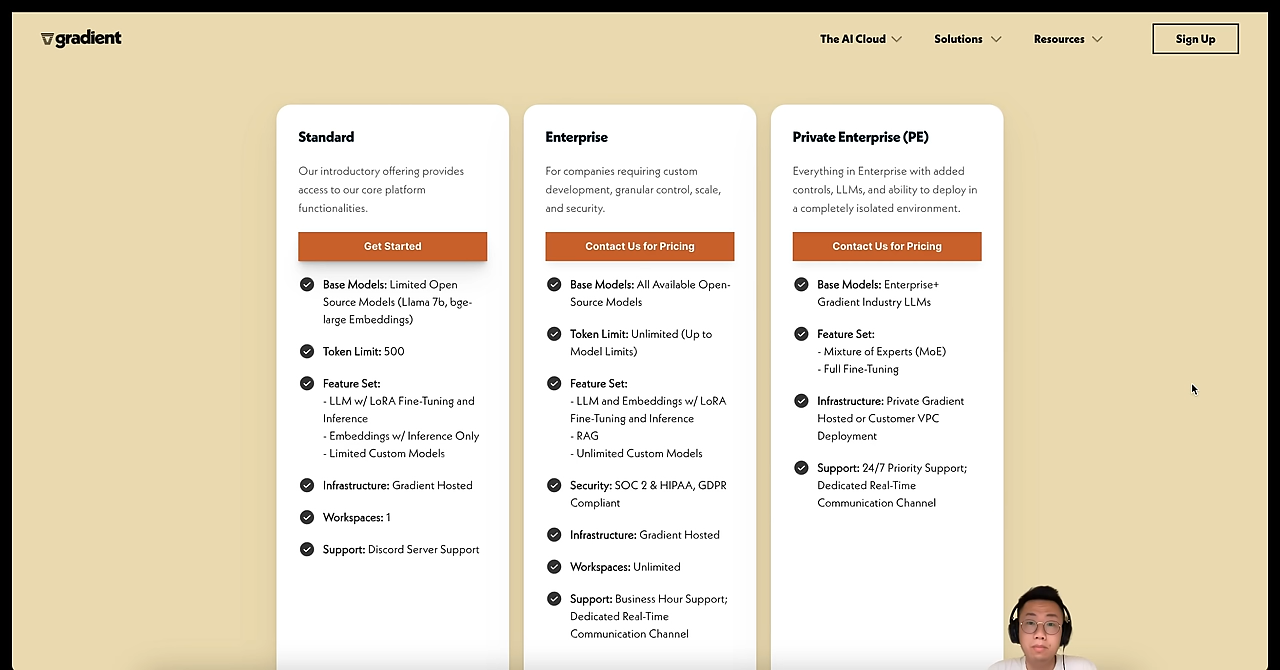 gradient
The AI Cloud
Solutions
Resources
Sign Up
Standard
Our introductory offering provides
access to our core platform
functionalities.
Get Started
Base Models: Limited Open
Source Models (Llama 7b, bge-
large Embeddings)
Token Limit: 500
Feature Set:
- LLM w/ LoRA Fine-Tuning and
Inference
- Embeddings w/ Inference Only
- Limited Custom Models
Infrastructure: Gradient Hosted
Workspaces: 1
Support: Discord Server Support
Enterprise
For companies requiring custom
development, granular control, scale,
and security.
Contact Us for Pricing
Base Models: All Available Open-
Source Models
Token Limit: Unlimited (Up to
Model Limits)
Feature Set:
- LLM and Embeddings w/ LoRA
Fine-Tuning and Inference
- RAG
- Unlimited Custom Models
Security: SOC 2 & HIPAA, GDPR
Compliant
Infrastructure: Gradient Hosted
Workspaces: Unlimited
Support: Business Hour Support;
Dedicated Real-Time
Communication Channel
Private Enterprise (PE)
Everything in Enterprise with added
controls, LLMs, and ability to deploy in
a completely isolated environment.
Contact Us for Pricing
Base Models: Enterprise+
Gradient Industry LLMs
Feature Set:
- Mixture of Experts (MoE)
- Full Fine-Tuning
Infrastructure: Private Gradient
Hosted or Customer VPC
Deployment
Support: 24/7 Priority Support;
Dedicated Real-Time
Communication Channel